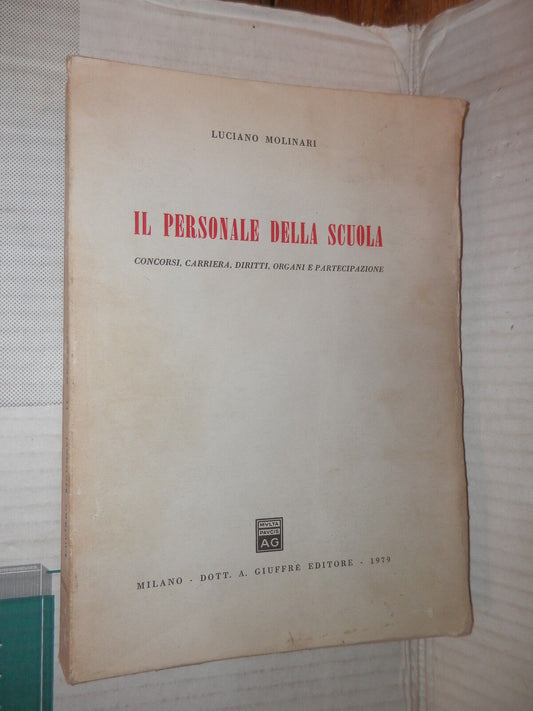 LUCIANO MOLINARI
IL PERSONALE DELLA SCUOLA
CONCORSI, CARRIERA, DIRITTI, ORGANI E PARTECIPAZIONE
MVLTA
PAVCIS
AG
MILANO - DOTT. A. GIUFFRÈ EDITORE - 1979